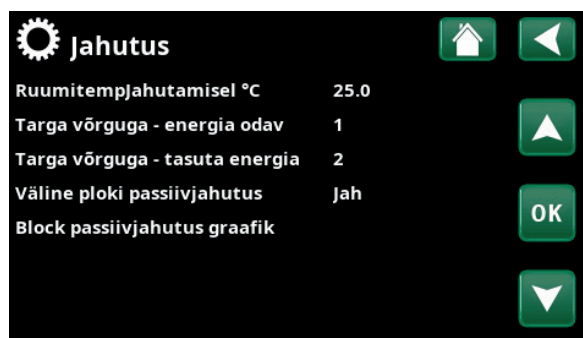 Jahutus
RuumitempJahutamisel °C 25.0
Targa võrguga - energia odav 1
Targa võrguga - tasuta energia 2
Väline ploki passiivjahutus Jah
Block passiivjahutus graafik
OK